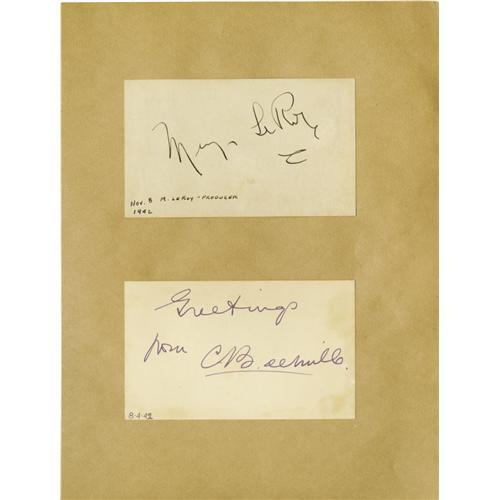 Mervyn LeRoy
NOV. 8 M. LEROY - PRODUCER
1942
Greetings
from C.B. deMille.
8-4-42